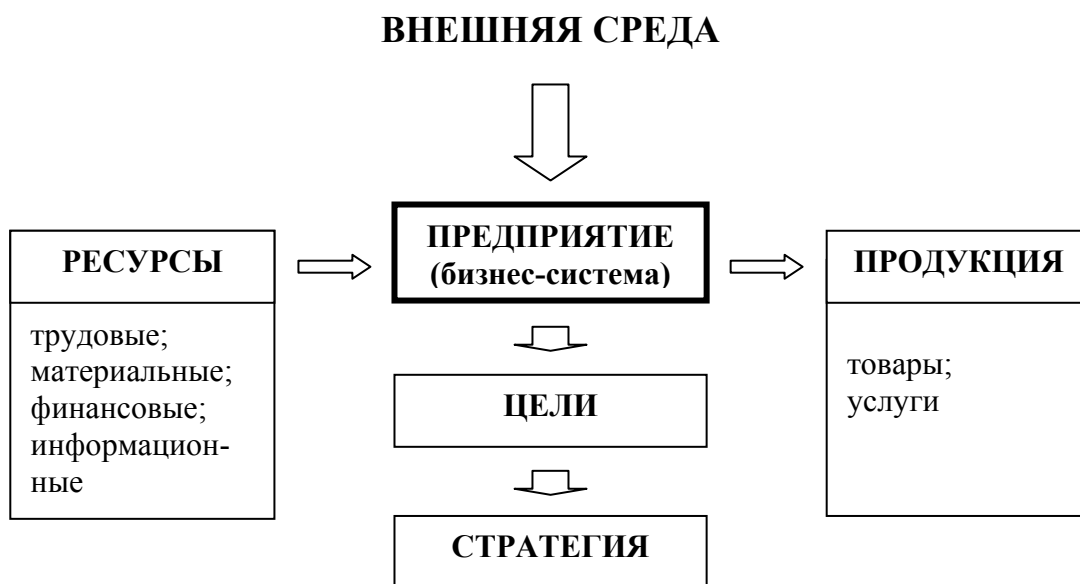 ВНЕШНЯЯ СРЕДА
РЕСУРСЫ
трудовые;
материальные;
финансовые;
информацион-
ные
ПРЕДПРИЯТИЕ
(бизнес-система)
ЦЕЛИ
СТРАТЕГИЯ
ПРОДУКЦИЯ
товары;
услуги